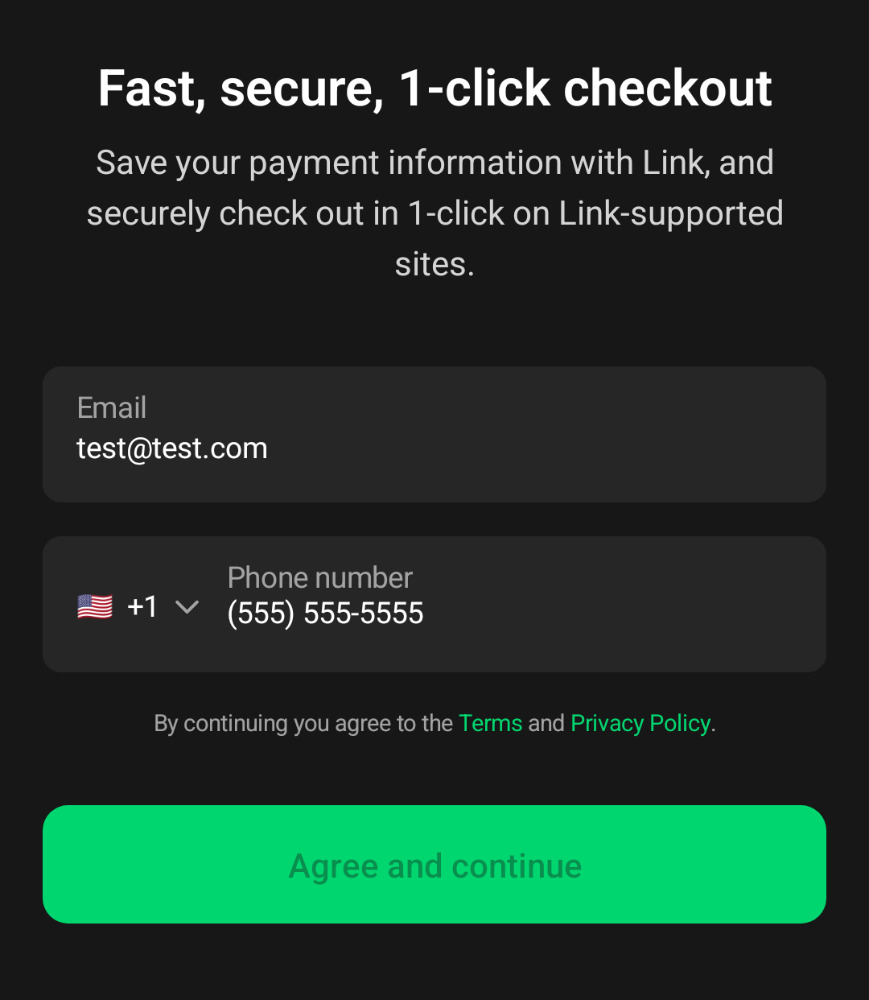 Fast, secure, 1-click checkout
Save your payment information with Link, and
securely check out in 1-click on Link-supported
sites.
Email
test@test.com
Phone number
+1
(555) 555-5555
By continuing you agree to the Terms and Privacy Policy.
Agree and continue